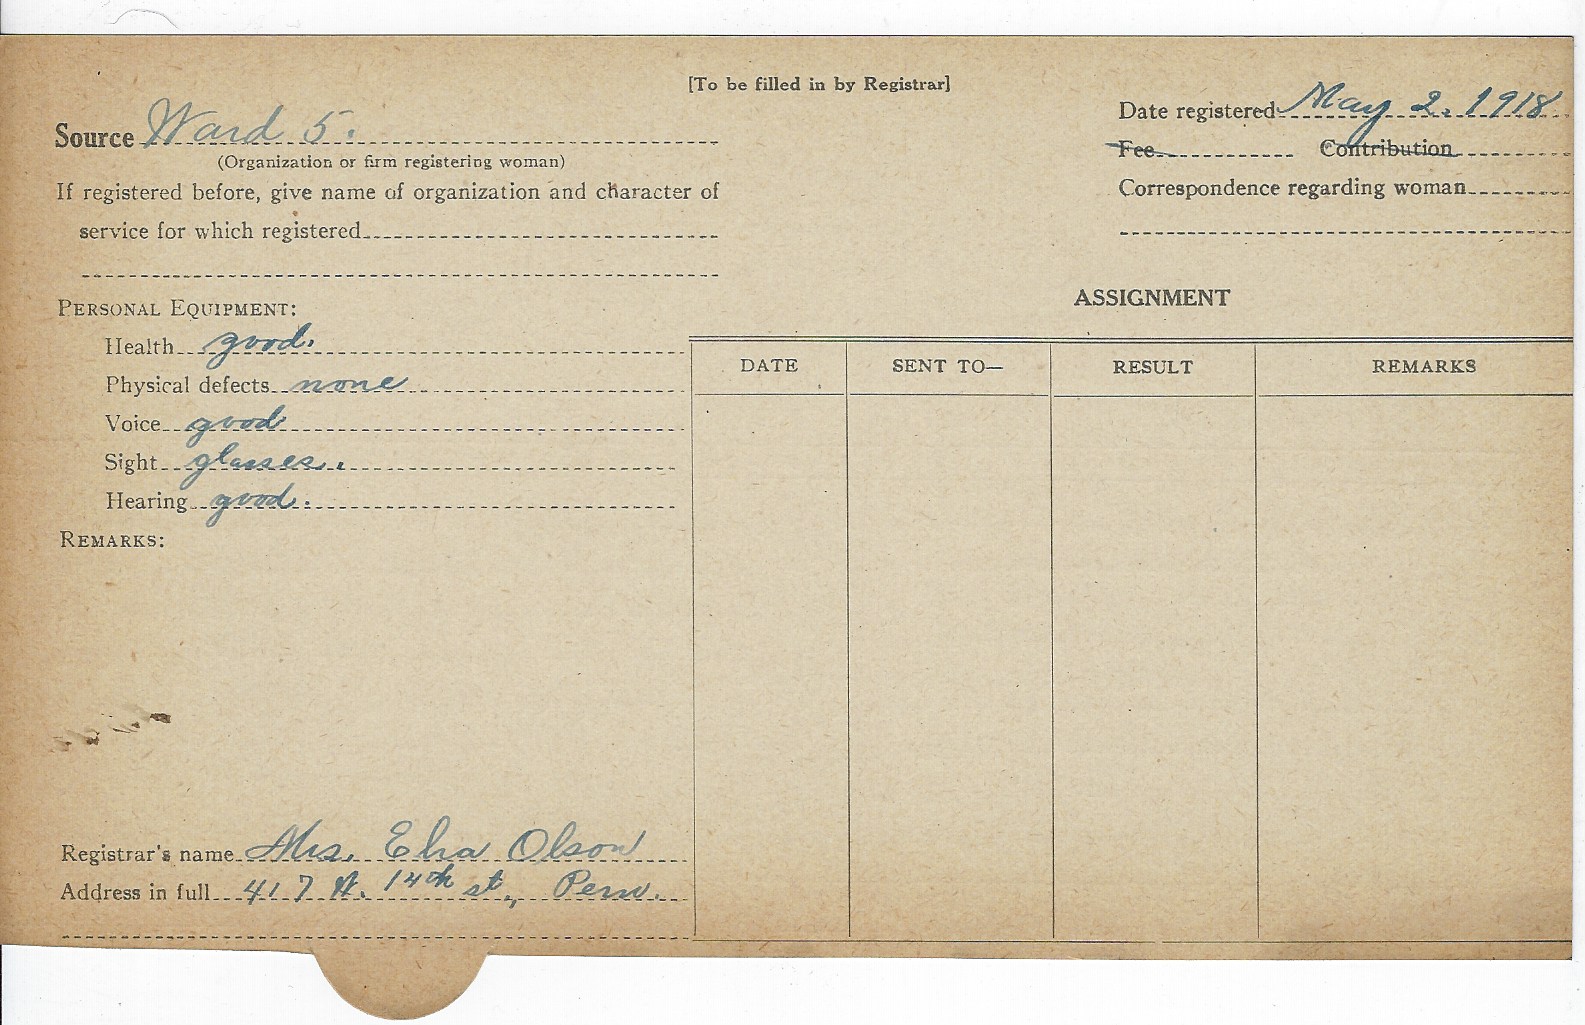 [To be filled in by Registrar]
Source Ward 5.
(Organization or firm registering woman)
If registered before, give name of organization and character of
service for which registered
Date registered May 2. 1918
Fee Contribution
Correspondence regarding woman
PERSONAL EQUIPMENT:
Health good.
Physical defects none
Voice good
Sight glasses.
Hearing good.
REMARKS:
ASSIGNMENT
DATE SENT TO— RESULT REMARKS
Registrar's name Mrs. Olson
Address in full 417 14th st., Peru.